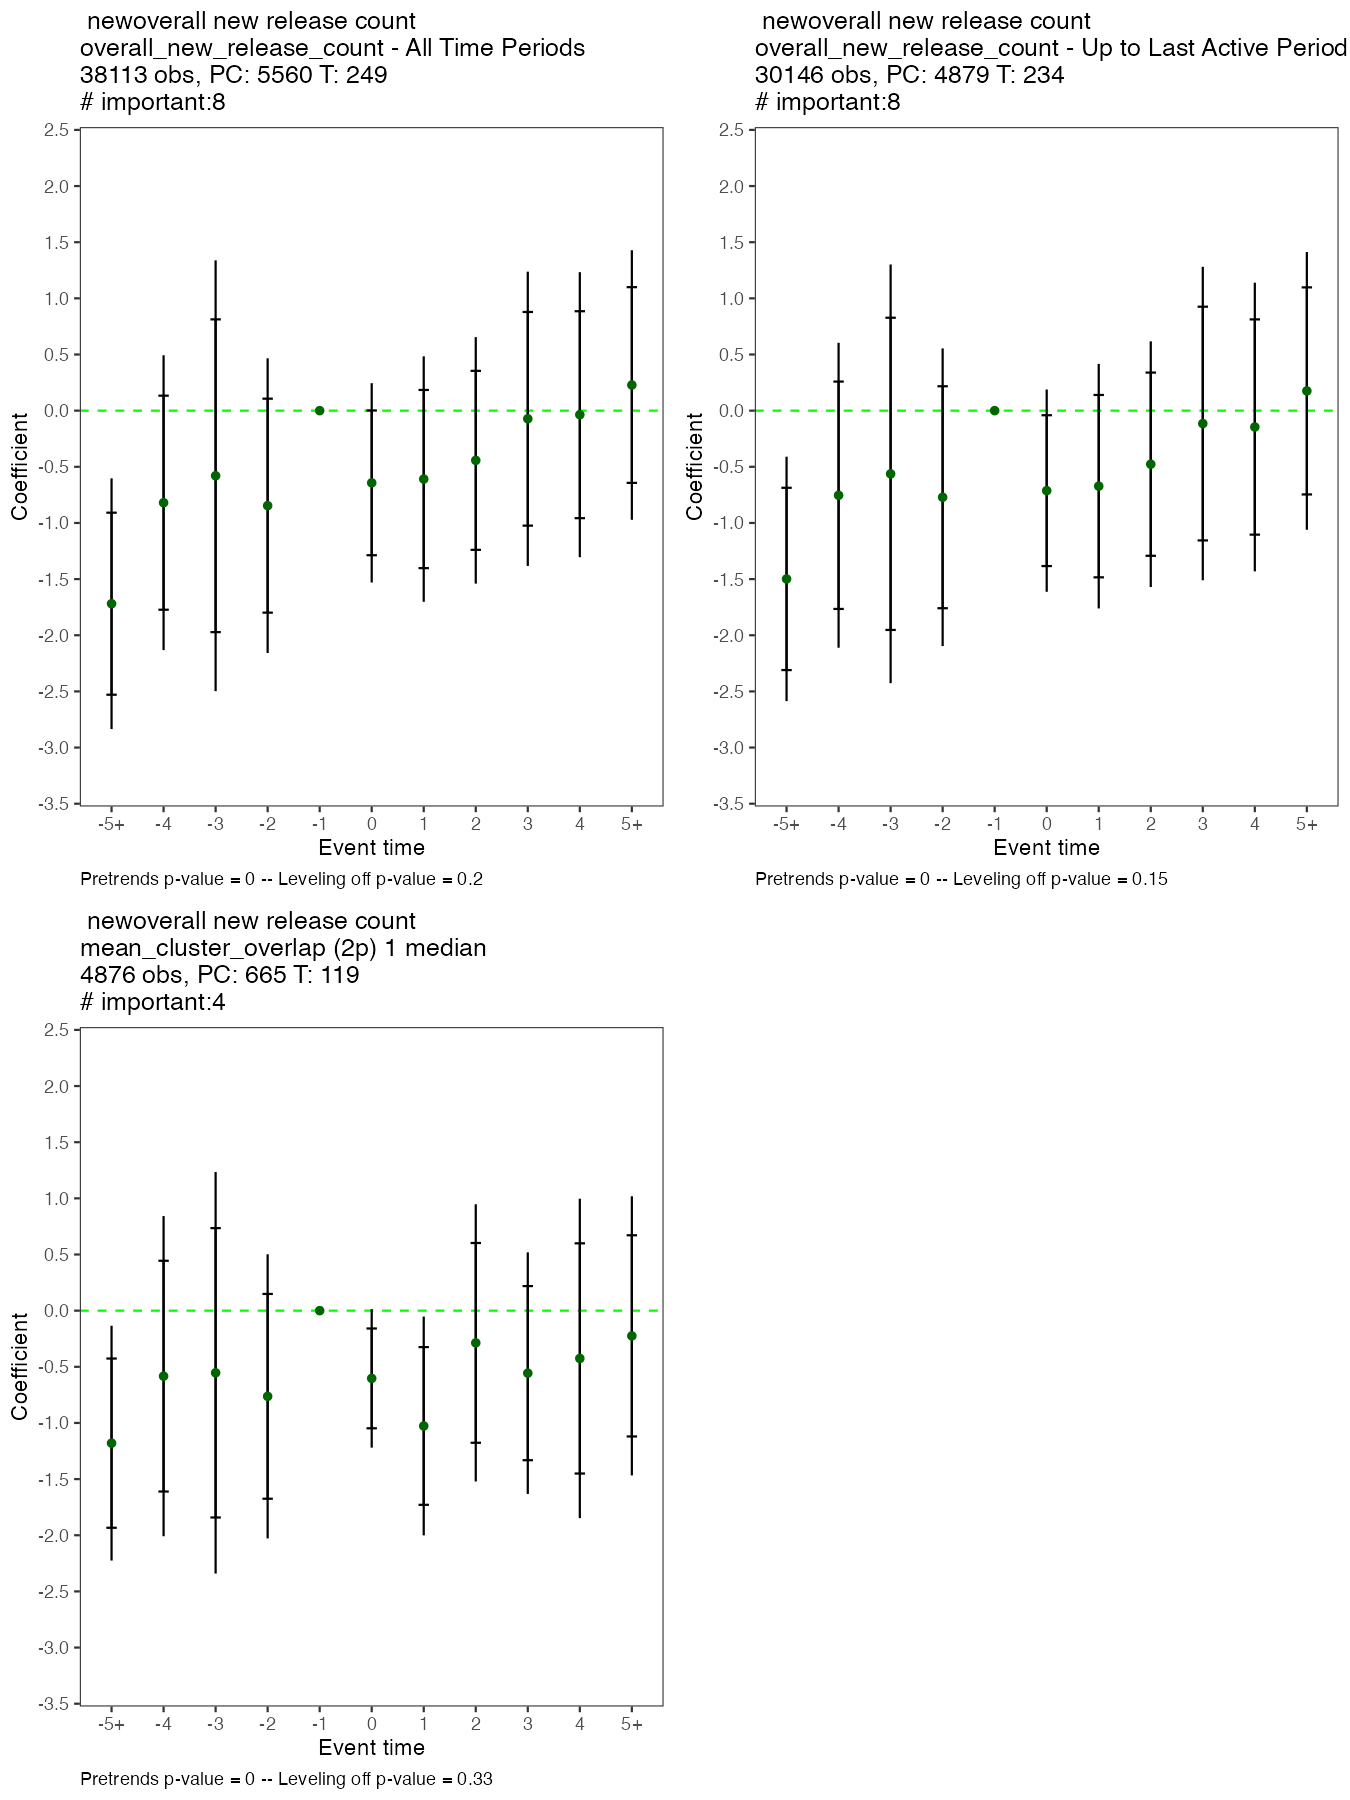 newoverall new release count
overall_new_release_count - All Time Periods
38113 obs, PC: 5560 T: 249
# important:8
2.5
2.0
1.5
1.0
0.5
0.0
-0.5
-1.0
-1.5
-2.0
-2.5
-3.0
-3.5
Coefficient
-5+ -4 -3 -2 -1 0 1 2 3 4 5+
Event time
Pretrends p-value = 0 -- Leveling off p-value = 0.2
newoverall new release count
overall_new_release_count - Up to Last Active Period
30146 obs, PC: 4879 T: 234
# important:8
2.5
2.0
1.5
1.0
0.5
0.0
-0.5
-1.0
-1.5
-2.0
-2.5
-3.0
-3.5
Coefficient
-5+ -4 -3 -2 -1 0 1 2 3 4 5+
Event time
Pretrends p-value = 0 -- Leveling off p-value = 0.15
newoverall new release count
mean_cluster_overlap (2p) 1 median
4876 obs, PC: 665 T: 119
# important:4
2.5
2.0
1.5
1.0
0.5
0.0
-0.5
-1.0
-1.5
-2.0
-2.5
-3.0
-3.5
Coefficient
-5+ -4 -3 -2 -1 0 1 2 3 4 5+
Event time
Pretrends p-value = 0 -- Leveling off p-value = 0.33